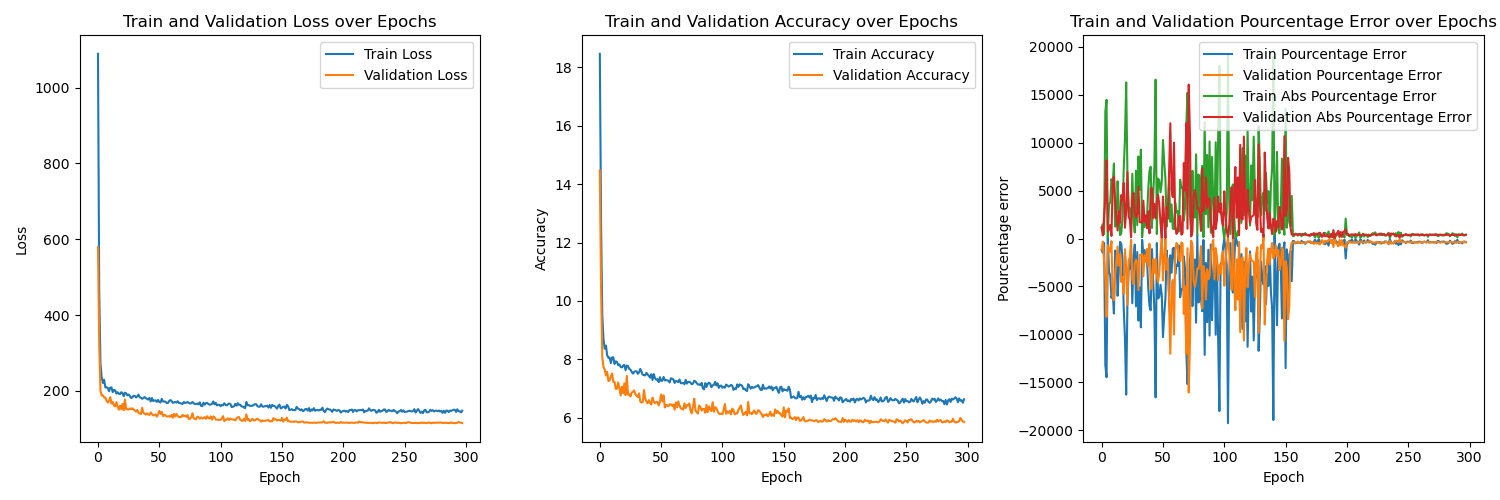 Train and Validation Loss over Epochs
Train Loss
Validation Loss
1000
800
600
400
200
Loss
0
50
100
150
200
250
300
Epoch
Train and Validation Accuracy over Epochs
Train Accuracy
Validation Accuracy
18
16
14
12
10
8
6
Accuracy
0
50
100
150
200
250
300
Epoch
Train and Validation Pourcentage Error over Epochs
Train Pourcentage Error
Validation Pourcentage Error
Train Abs Pourcentage Error
Validation Abs Pourcentage Error
20000
15000
10000
5000
0
−5000
−10000
−15000
−20000
Pourcentage error
0
50
100
150
200
250
300
Epoch